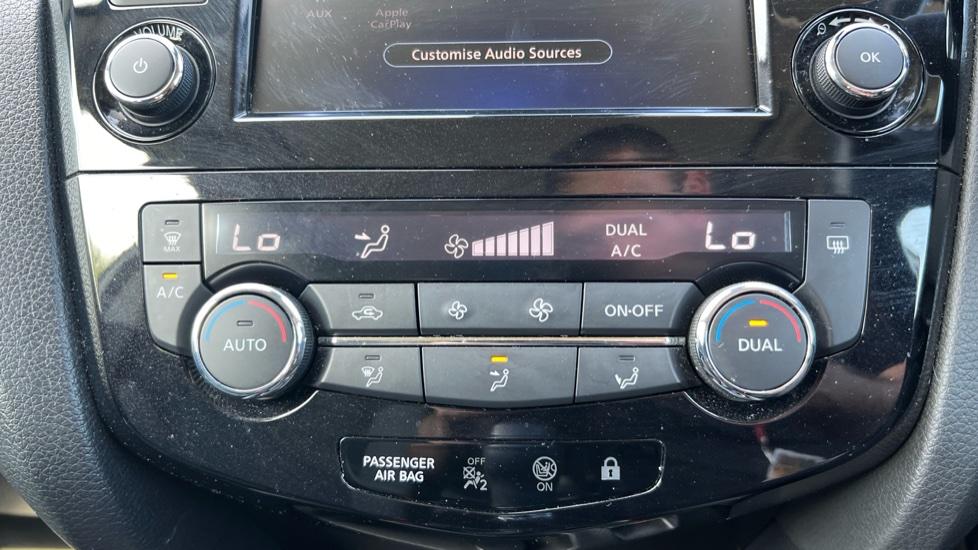 AUX
Apple
CarPlay
Customise Audio Sources
VOLUME
OK
Lo
DUAL
A/C
Lo
MAX
A/C
AUTO
ON·OFF
DUAL
PASSENGER
AIR BAG
OFF
2
ON